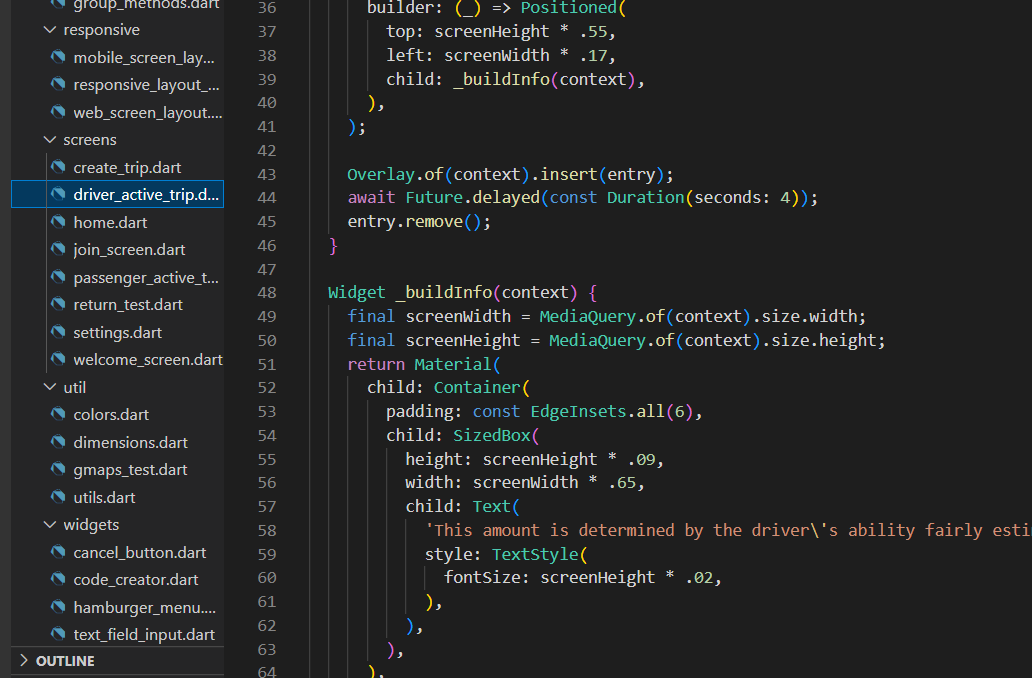 group_methods.dart
responsive
mobile_screen_lay...
responsive_layout_...
web_screen_layout....
screens
create_trip.dart
driver_active_trip.d...
home.dart
join_screen.dart
passenger_active_t...
return_test.dart
settings.dart
welcome_screen.dart
util
colors.dart
dimensions.dart
gmaps_test.dart
utils.dart
widgets
cancel_button.dart
code_creator.dart
hamburger_menu....
text_field_input.dart
OUTLINE
36 builder: (_) => Positioned(
37 top: screenHeight * .55,
38 left: screenWidth * .17,
39 child: _buildInfo(context),
40 ),
41 );
42
43 Overlay.of(context).insert(entry);
44 await Future.delayed(const Duration(seconds: 4));
45 entry.remove();
46 }
47
48 Widget _buildInfo(context) {
49 final screenWidth = MediaQuery.of(context).size.width;
50 final screenHeight = MediaQuery.of(context).size.height;
51 return Material(
52 child: Container(
53 padding: const EdgeInsets.all(6),
54 child: SizedBox(
55 height: screenHeight * .09,
56 width: screenWidth * .65,
57 child: Text(
58 'This amount is determined by the driver\'s ability fairly esti
59 style: TextStyle(
60 fontSize: screenHeight * .02,
61 ),
62 ),
63 ),
64 ),